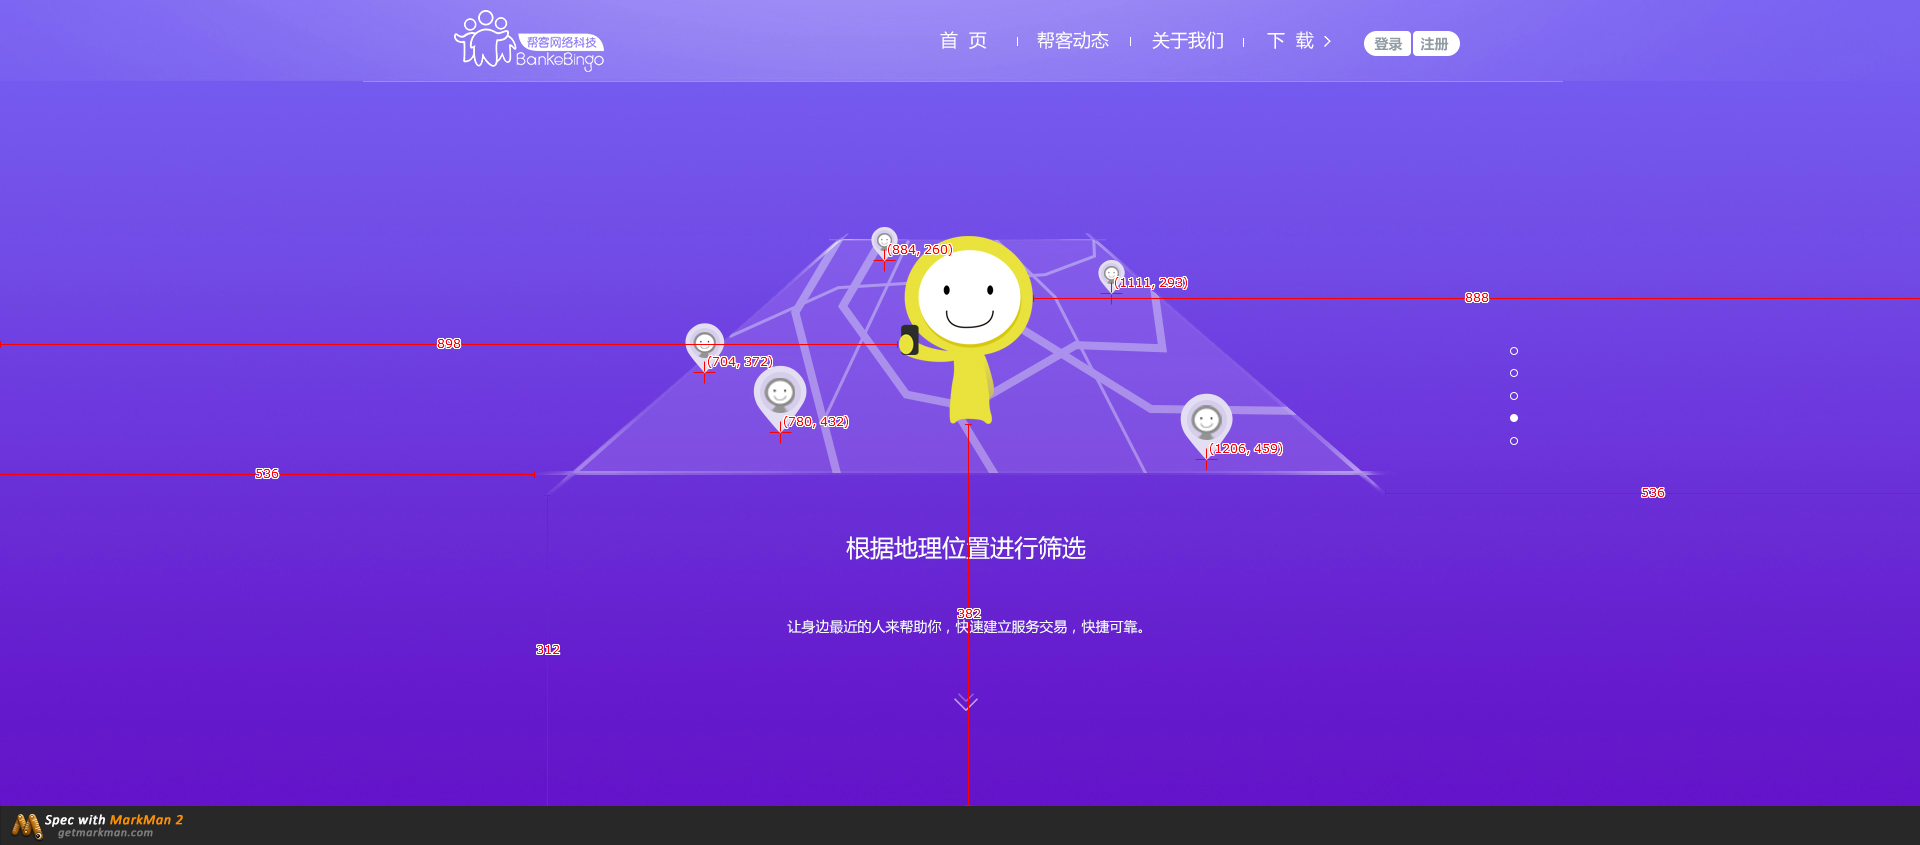 帮客网络科技
BankeBingo
首 页
帮客动态
关于我们
下 载
登录
注册
(884, 260)
(1111, 293)
888
898
(704, 372)
(780, 432)
(1206, 459)
536
536
根据地理位置进行筛选
382
让身边最近的人来帮助你，快速建立服务交易，快捷可靠。
312
Spec with MarkMan 2
getmarkman.com